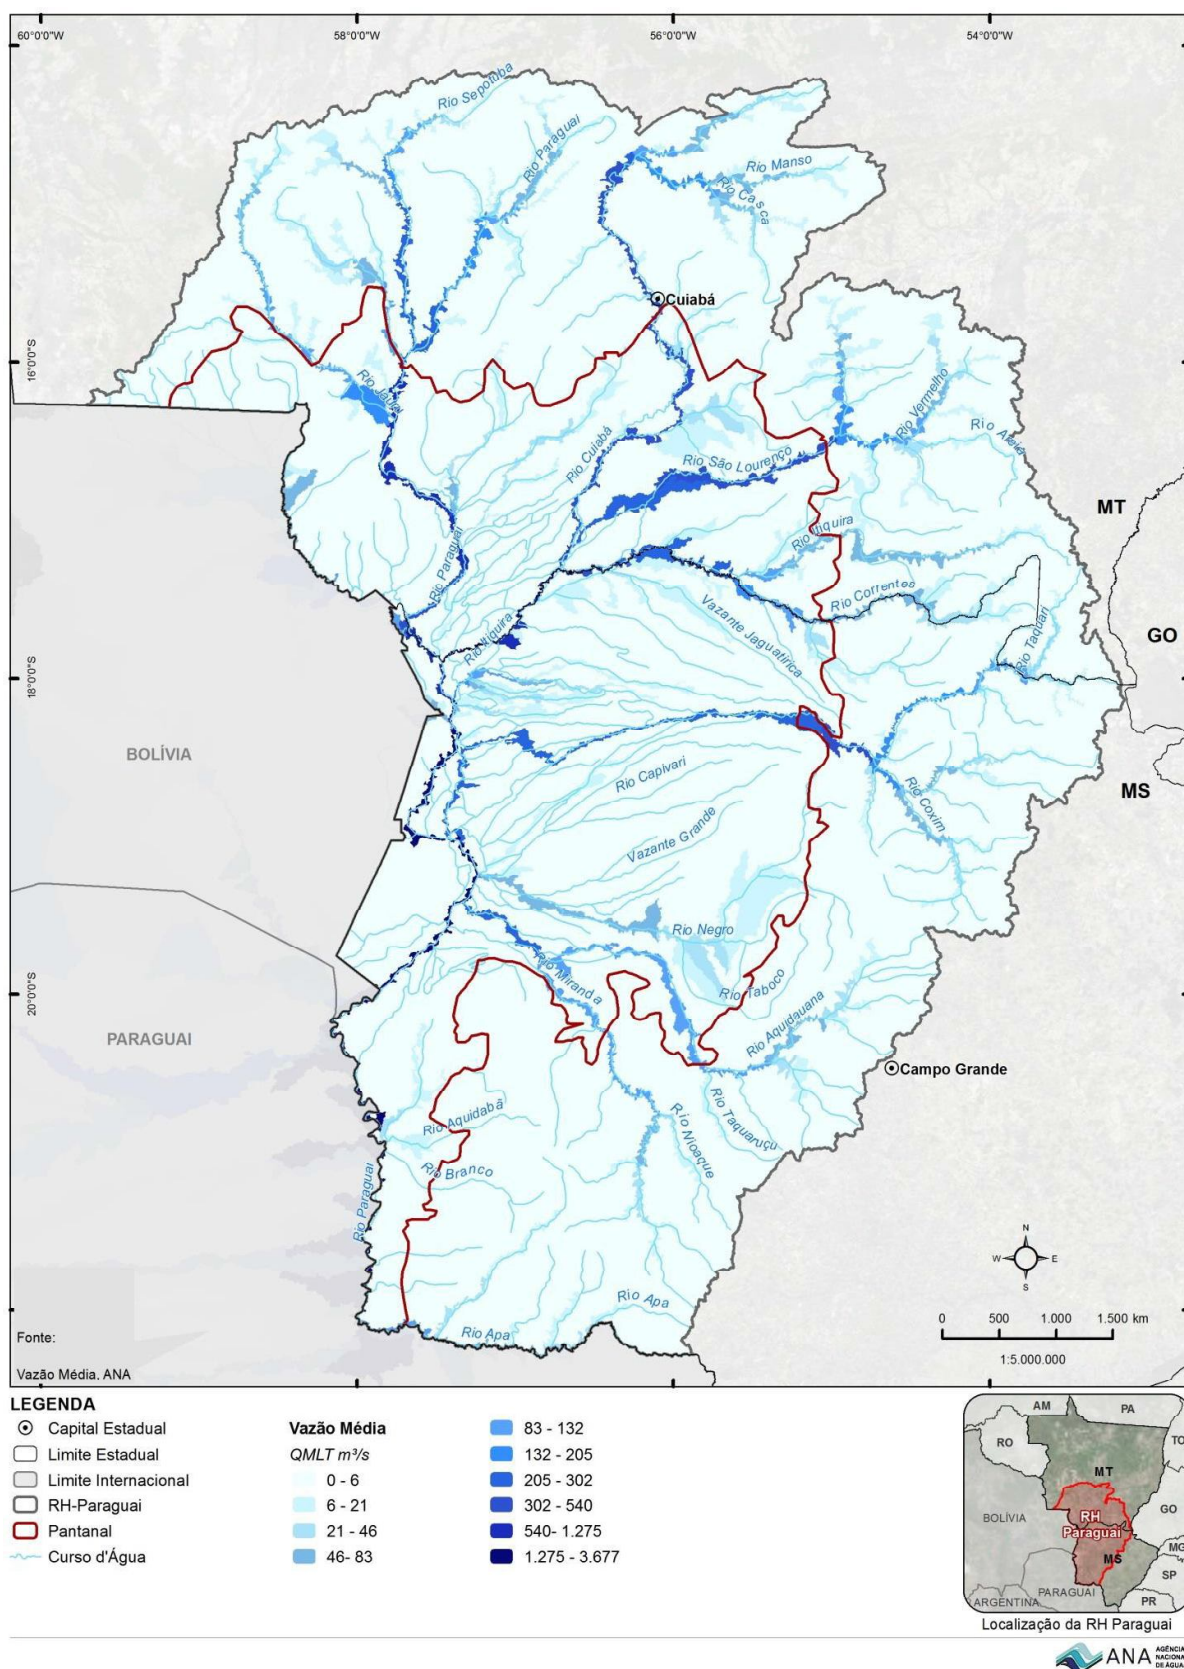 60°0'0"W
58°0'0"W
56°0'0"W
54°0'0"W
Rio Sepotuba
Rio Paraguai
Rio Manso
Rio Casca
Cuiabá
16°0'0"S
Rio Jauru
Rio Vermelho
Rio Cuiabá
Rio São Lourenço
MT
Rio Itiquira
Rio Paraguai
Rio Correntes
Vazante Jaguatirica
Rio Taquari
GO
Rio Itiquira
18°0'0"S
BOLÍVIA
Rio Capivari
MS
Rio Coxim
Vazante Grande
Rio Negro
Rio Miranda
Rio Taboco
20°0'0"S
Rio Aquidauana
PARAGUAI
Campo Grande
Rio Aquidabã
Rio Taquaruçu
Rio Nioaque
Rio Branco
Rio Paraguai
N
W
E
S
Rio Apa
Rio Apa
0 500 1.000 1.500 km
1:5.000.000
Fonte:
Vazão Média. ANA
LEGENDA
Capital Estadual
Limite Estadual
Limite Internacional
RH-Paraguai
Pantanal
Curso d'Água
Vazão Média
QMLT m³/s
0 - 6
6 - 21
21 - 46
46- 83
83 - 132
132 - 205
205 - 302
302 - 540
540- 1.275
1.275 - 3.677
AM
PA
RO
TO
MT
BOLÍVIA
RH
Paraguai
GO
MS
MG
SP
PARAGUAI
ARGENTINA
PR
Localização da RH Paraguai
ANA
AGÊNCIA
NACIONAL
DE ÁGUAS